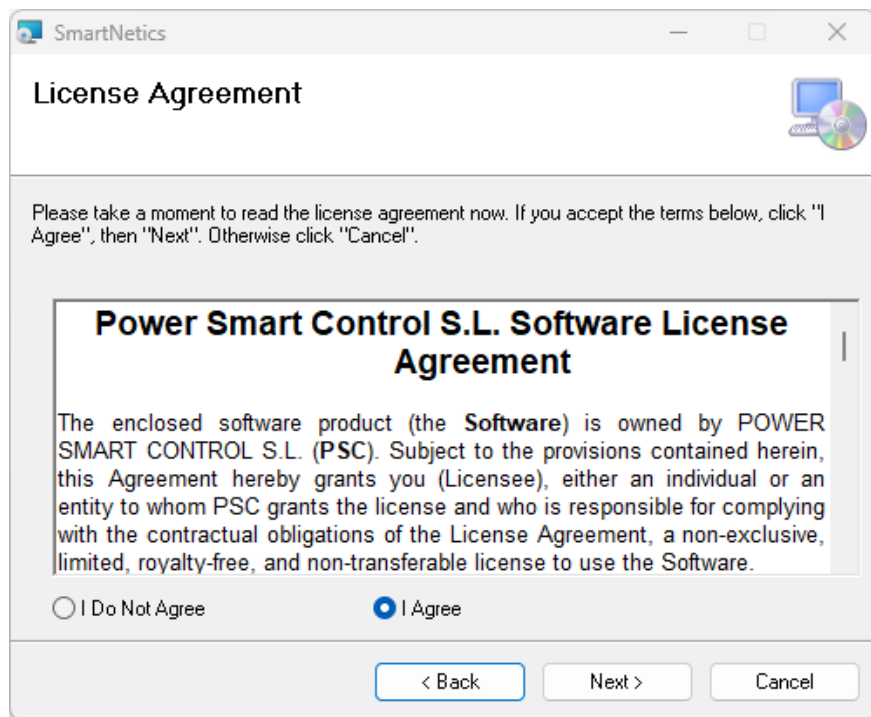 SmartNetics
License Agreement
Please take a moment to read the license agreement now. If you accept the terms below, click "I
Agree", then "Next". Otherwise click "Cancel".
Power Smart Control S.L. Software License
Agreement
The enclosed software product (the Software) is owned by POWER
SMART CONTROL S.L. (PSC). Subject to the provisions contained herein,
this Agreement hereby grants you (Licensee), either an individual or an
entity to whom PSC grants the license and who is responsible for complying
with the contractual obligations of the License Agreement, a non-exclusive,
limited, royalty-free, and non-transferable license to use the Software.
I Do Not Agree
I Agree
< Back
Next >
Cancel